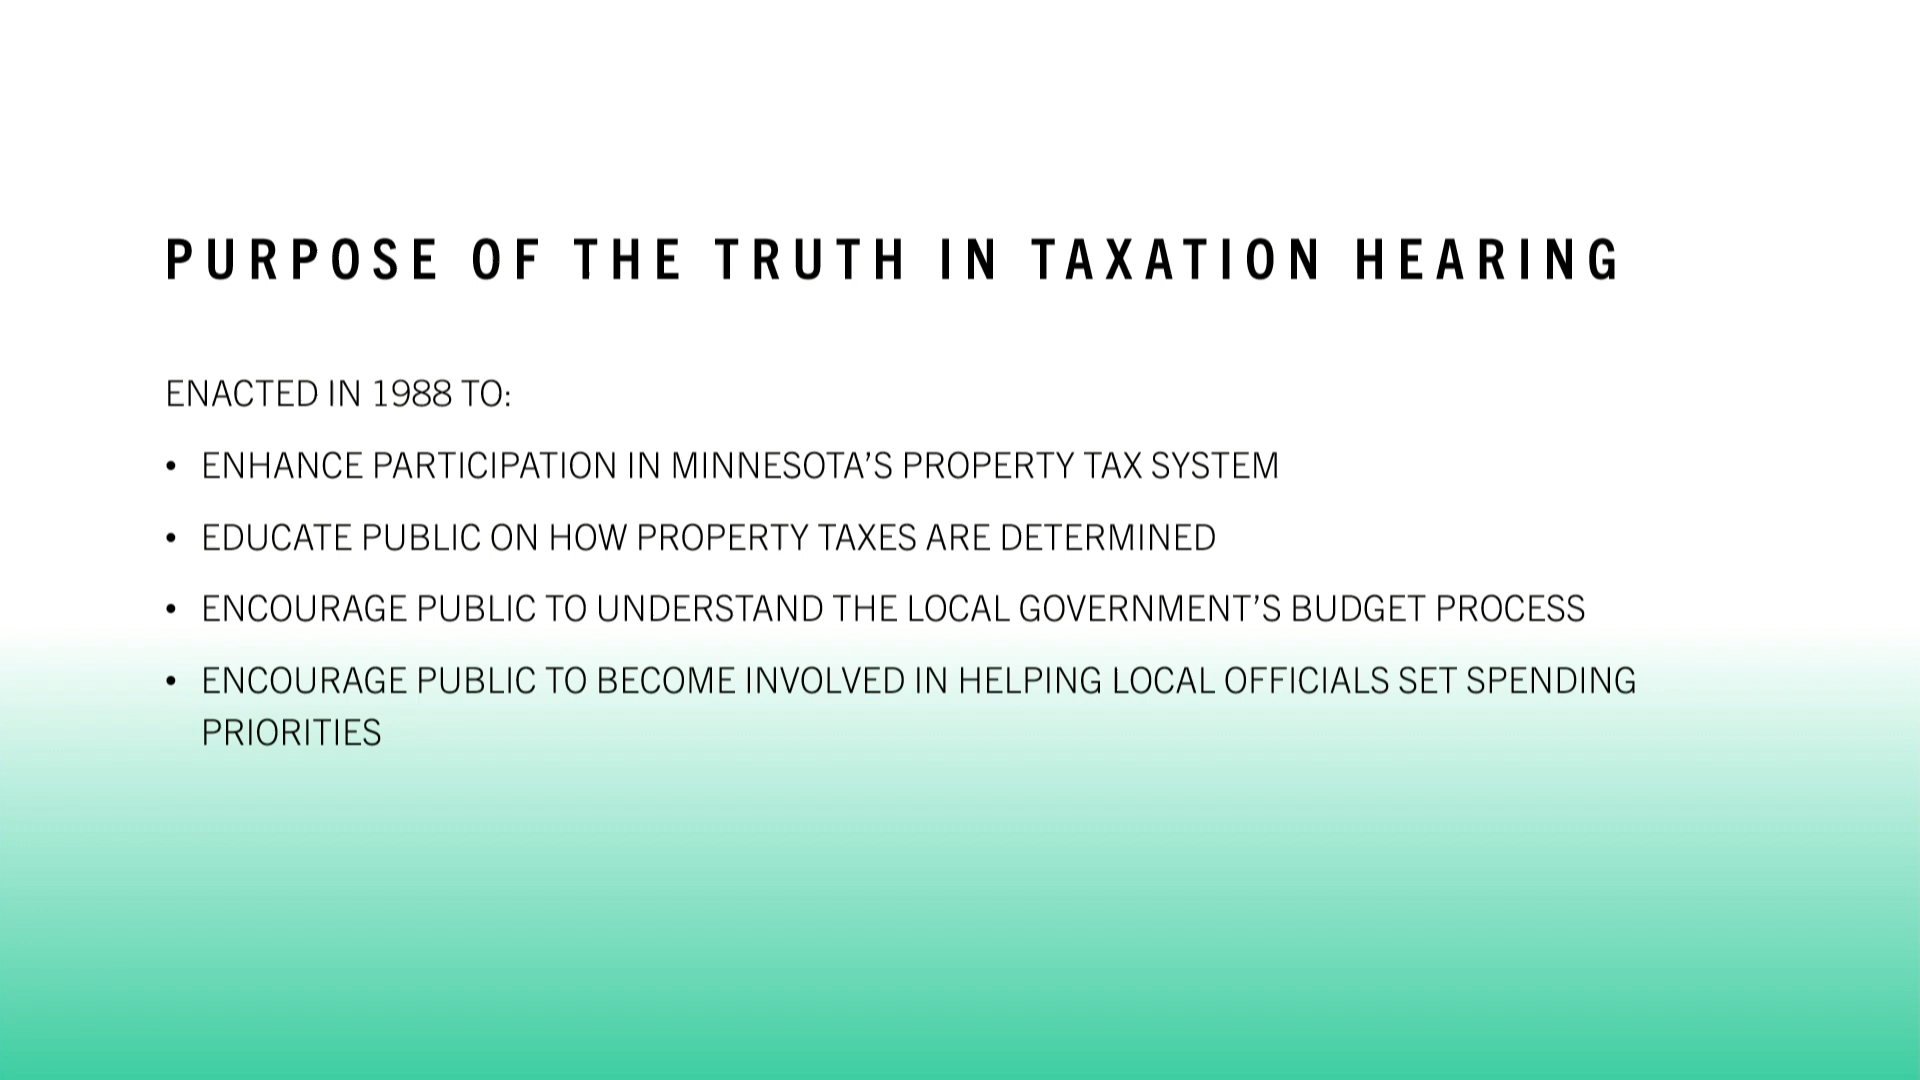 PURPOSE OF THE TRUTH IN TAXATION HEARING
ENACTED IN 1988 TO:
• ENHANCE PARTICIPATION IN MINNESOTA’S PROPERTY TAX SYSTEM
• EDUCATE PUBLIC ON HOW PROPERTY TAXES ARE DETERMINED
• ENCOURAGE PUBLIC TO UNDERSTAND THE LOCAL GOVERNMENT’S BUDGET PROCESS
• ENCOURAGE PUBLIC TO BECOME INVOLVED IN HELPING LOCAL OFFICIALS SET SPENDING
PRIORITIES